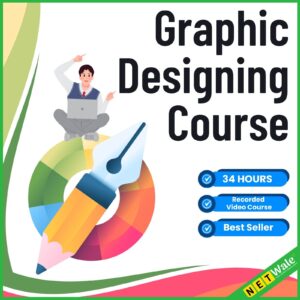 Graphic
Designing
Course
34 HOURS
Recorded
Video Course
Best Seller
NETWale